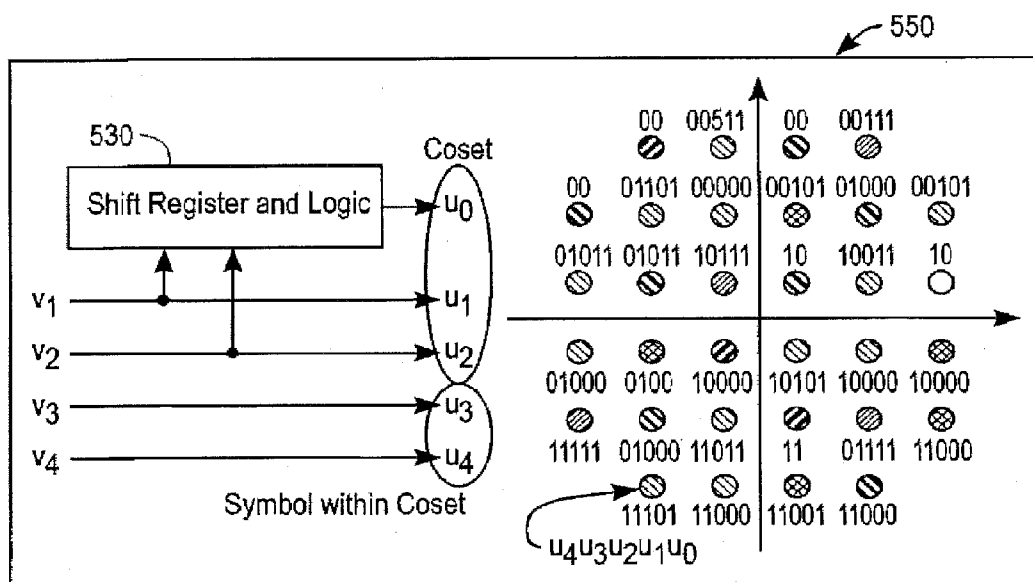 550
530
Shift Register and Logic
Coset
u0
v1
u1
v2
u2
v3
u3
v4
u4
Symbol within Coset
00 00511 00 00111
00 01101 00000 00101 01000 00101
01011 01011 10111 10 10011 10
01000 0100 10000 10101 10000 10000
11111 01000 11011 11 01111 11000
11101 11000 11001 11000
u4u3u2u1u0